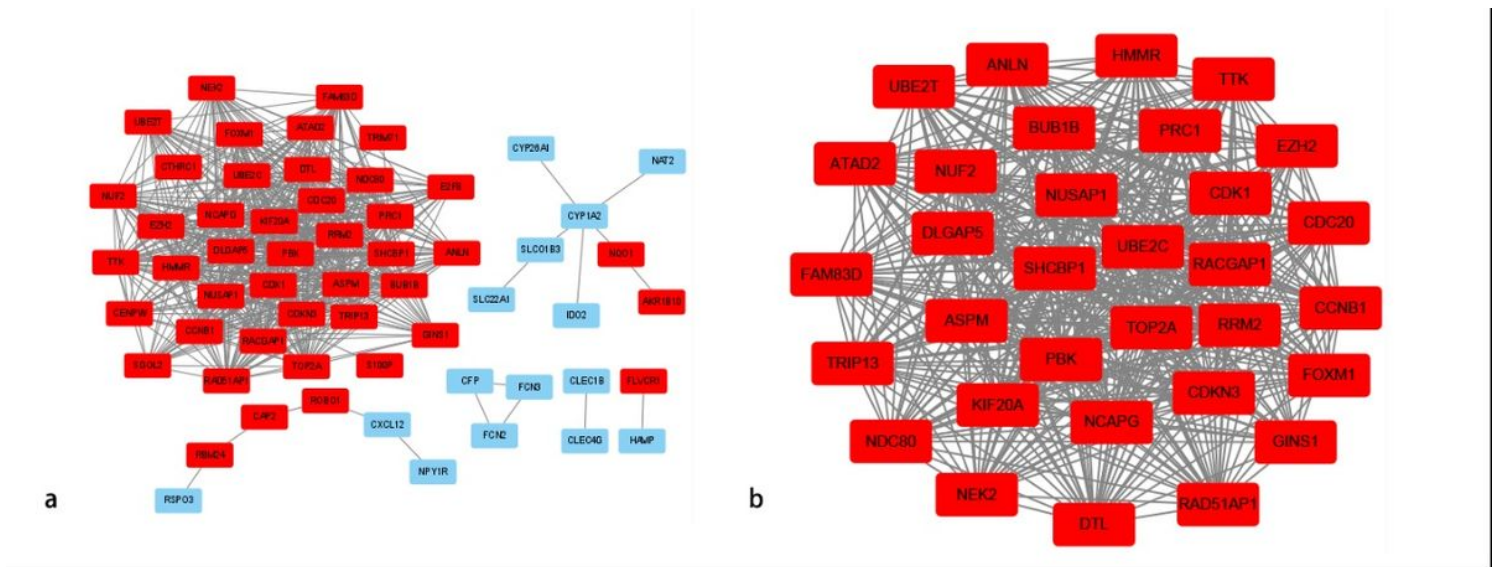 NEK2
FAM83D
UBE2T
FOXM1
ATAD2
TRIM71
CTHRC1
UBE2C
DTL
NDC80
NUF2
E2F8
CDC20
NCAPG
KIF20A
PRC1
EZH2
RRM2
DLGAP5
PBK
SHCBP1
ANLN
TTK
HMMR
NUSAP1
CDK1
ASPM
BUB1B
CENPW
CDKN3
TRIP13
CCNB1
RACGAP1
GINS1
SGOL2
RAD51AP1
TOP2A
S100P
CYP26A1
NAT2
CYP1A2
SLCO1B3
NQO1
SLC22A1
IDO2
AKR1B10
CFP
FCN3
FCN2
CLEC1B
CLEC4G
FLVCR1
HAMP
ROBO1
CAP2
CXCL12
RBM24
NPY1R
RSPO3
a
HMMR
ANLN
TTK
UBE2T
BUB1B
PRC1
EZH2
ATAD2
NUF2
NUSAP1
CDK1
CDC20
DLGAP5
UBE2C
SHCBP1
RACGAP1
FAM83D
CCNB1
ASPM
TOP2A
RRM2
TRIP13
PBK
FOXM1
KIF20A
CDKN3
NCAPG
NDC80
GINS1
NEK2
RAD51AP1
DTL
b